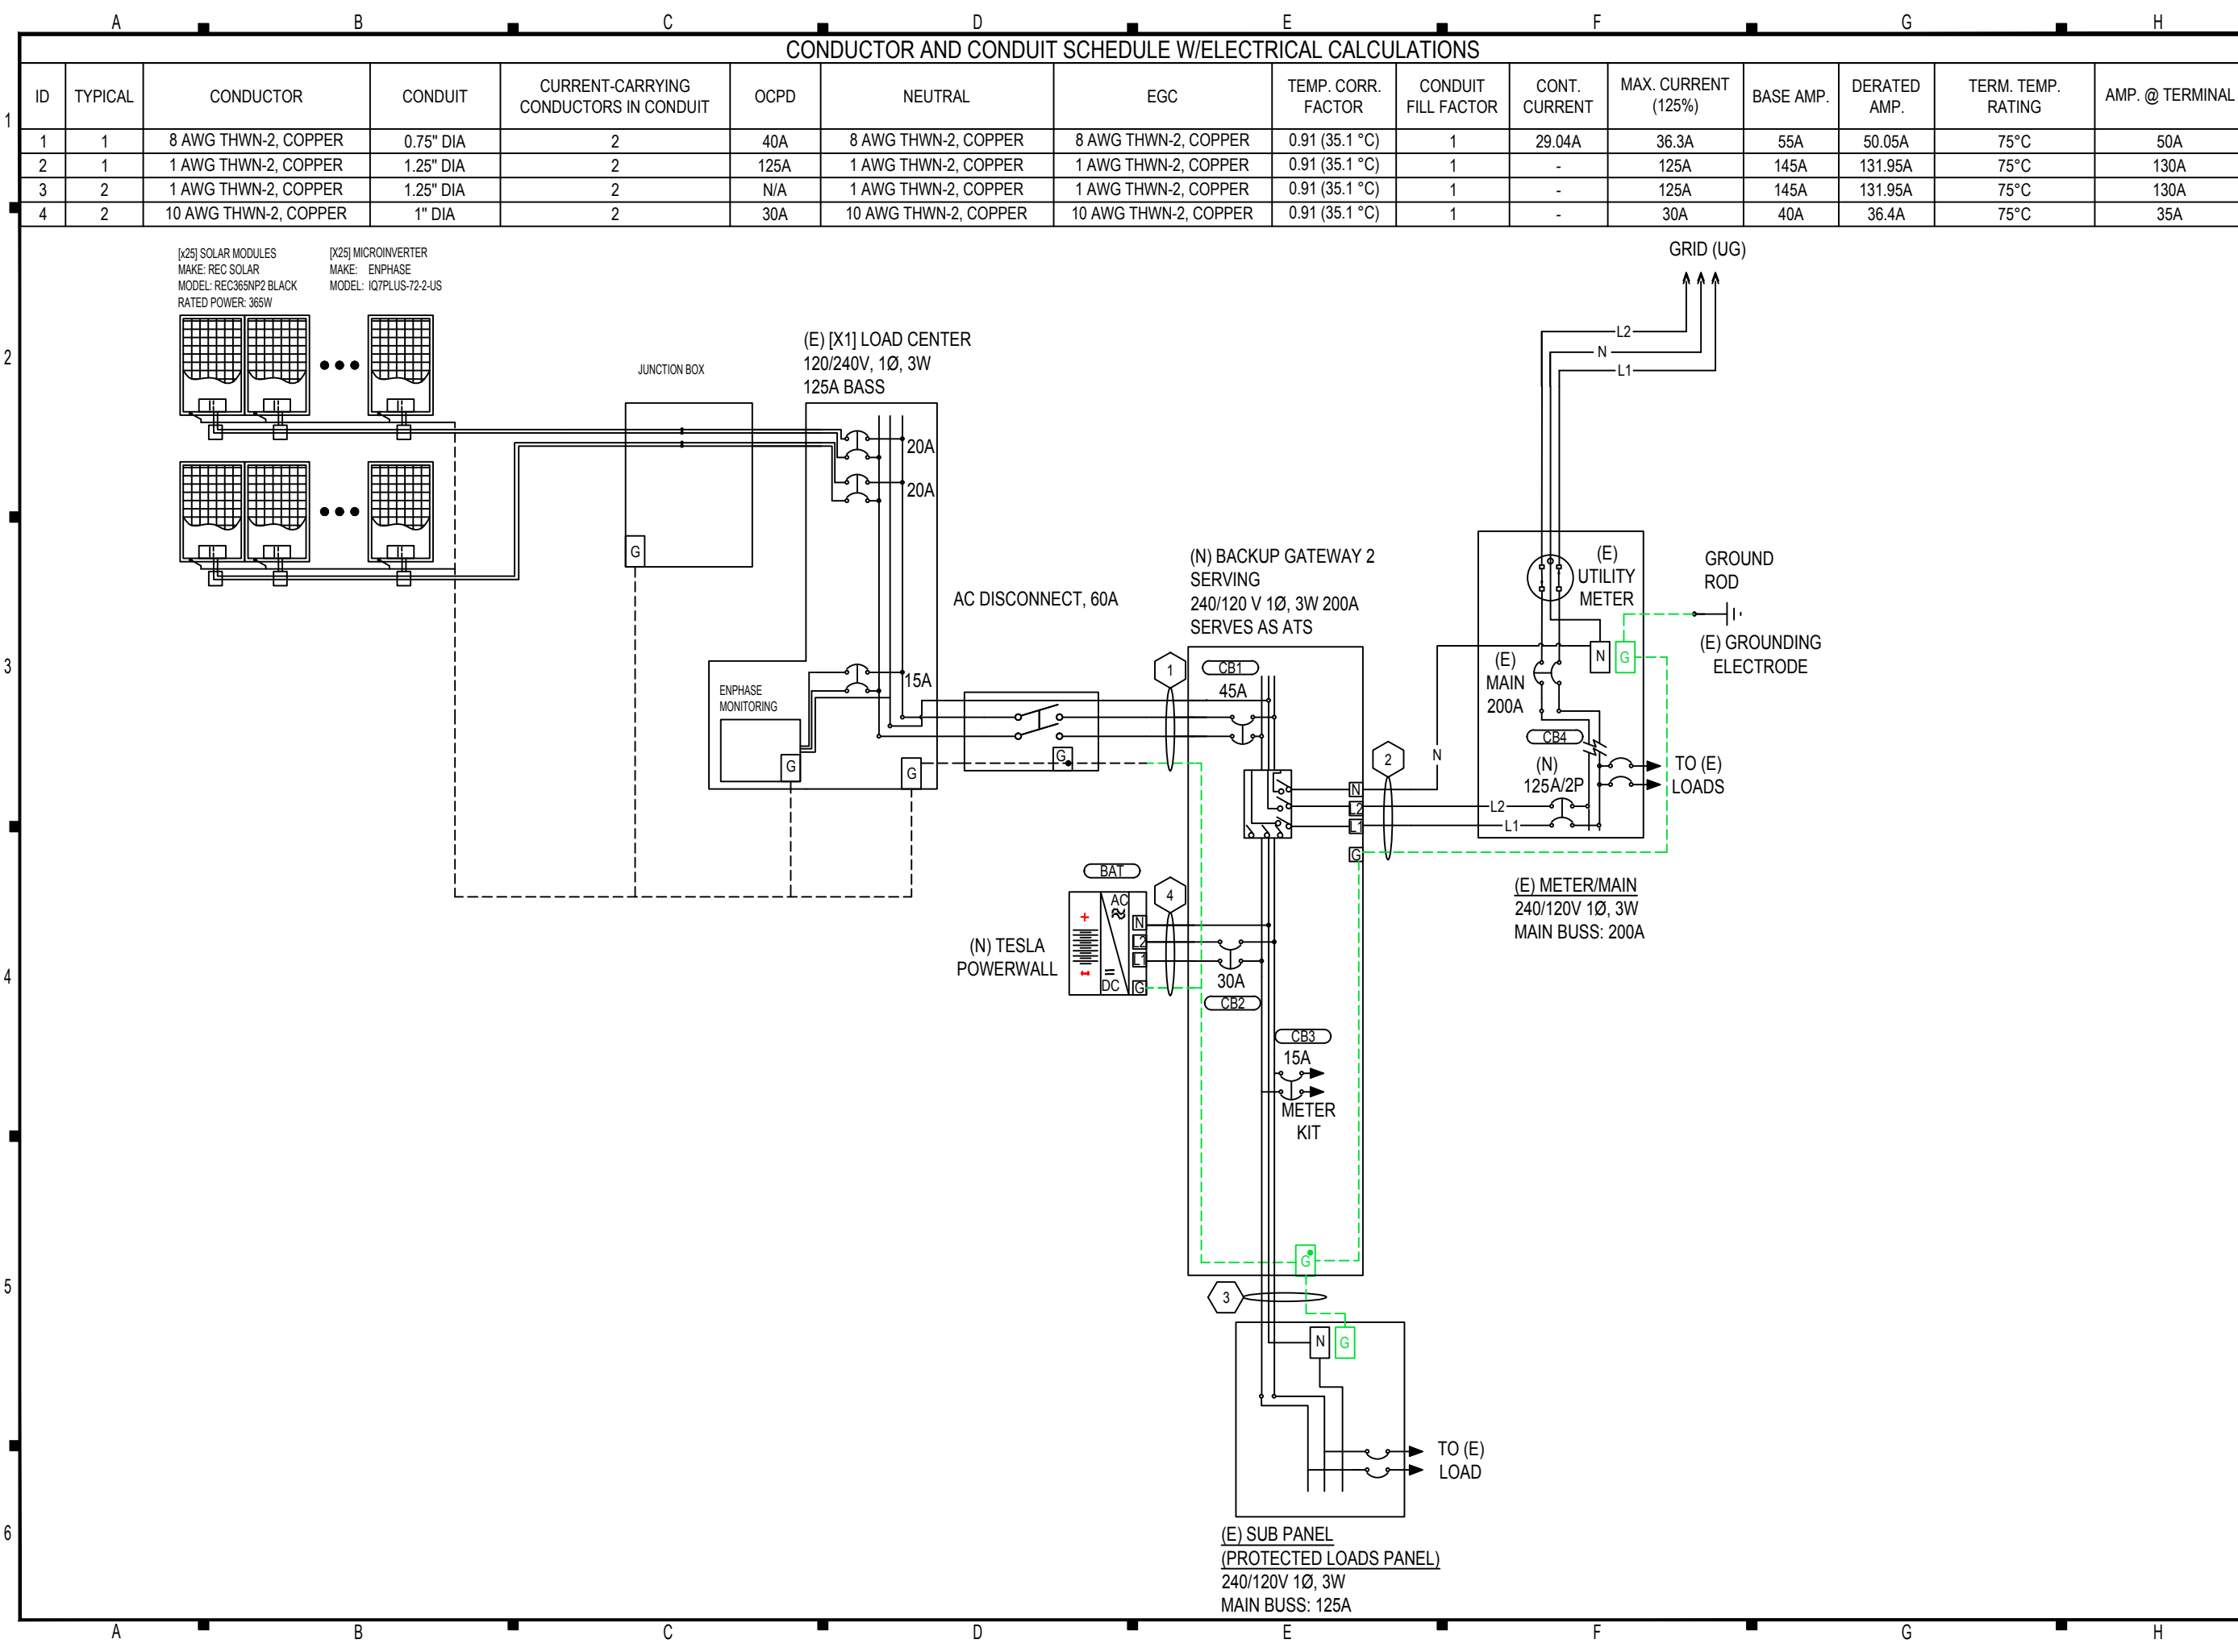 A B C D E F G H
CONDUCTOR AND CONDUIT SCHEDULE W/ELECTRICAL CALCULATIONS
ID TYPICAL CONDUCTOR CONDUIT CURRENT-CARRYING CONDUCTORS IN CONDUIT OCPD NEUTRAL EGC TEMP. CORR. FACTOR CONDUIT FILL FACTOR CONT. CURRENT MAX. CURRENT (125%) BASE AMP. DERATED AMP. TERM. TEMP. RATING AMP. @ TERMINAL
1 1 8 AWG THWN-2, COPPER 0.75" DIA 2 40A 8 AWG THWN-2, COPPER 8 AWG THWN-2, COPPER 0.91 (35.1 °C) 1 29.04A 36.3A 55A 50.05A 75°C 50A
2 1 1 AWG THWN-2, COPPER 1.25" DIA 2 125A 1 AWG THWN-2, COPPER 1 AWG THWN-2, COPPER 0.91 (35.1 °C) 1 - 125A 145A 131.95A 75°C 130A
3 2 1 AWG THWN-2, COPPER 1.25" DIA 2 N/A 1 AWG THWN-2, COPPER 1 AWG THWN-2, COPPER 0.91 (35.1 °C) 1 - 125A 145A 131.95A 75°C 130A
4 2 10 AWG THWN-2, COPPER 1" DIA 2 30A 10 AWG THWN-2, COPPER 10 AWG THWN-2, COPPER 0.91 (35.1 °C) 1 - 30A 40A 36.4A 75°C 35A
1
2
3
4
5
6
[x25] SOLAR MODULES
MAKE: REC SOLAR
MODEL: REC365NP2 BLACK
RATED POWER: 365W
[X25] MICROINVERTER
MAKE: ENPHASE
MODEL: IQ7PLUS-72-2-US
JUNCTION BOX
G
(E) [X1] LOAD CENTER
120/240V, 1Ø, 3W
125A BASS
20A
20A
15A
ENPHASE
MONITORING
G
G
AC DISCONNECT, 60A
G
(N) BACKUP GATEWAY 2
SERVING
240/120 V 1Ø, 3W 200A
SERVES AS ATS
1
CB1
45A
2
N
L2
L1
G
N
GRID (UG)
L2
N
L1
(E)
UTILITY
METER
GROUND
ROD
(E) GROUNDING
ELECTRODE
N
G
(E)
MAIN
200A
CB4
(N)
125A/2P
L2
L1
TO (E)
LOADS
(E) METER/MAIN
240/120V 1Ø, 3W
MAIN BUSS: 200A
BAT
4
(N) TESLA
POWERWALL
AC
DC
N
L2
L1
G
30A
CB2
CB3
15A
METER
KIT
G
3
N
G
TO (E)
LOAD
(E) SUB PANEL
(PROTECTED LOADS PANEL)
240/120V 1Ø, 3W
MAIN BUSS: 125A
A B C D E F G H